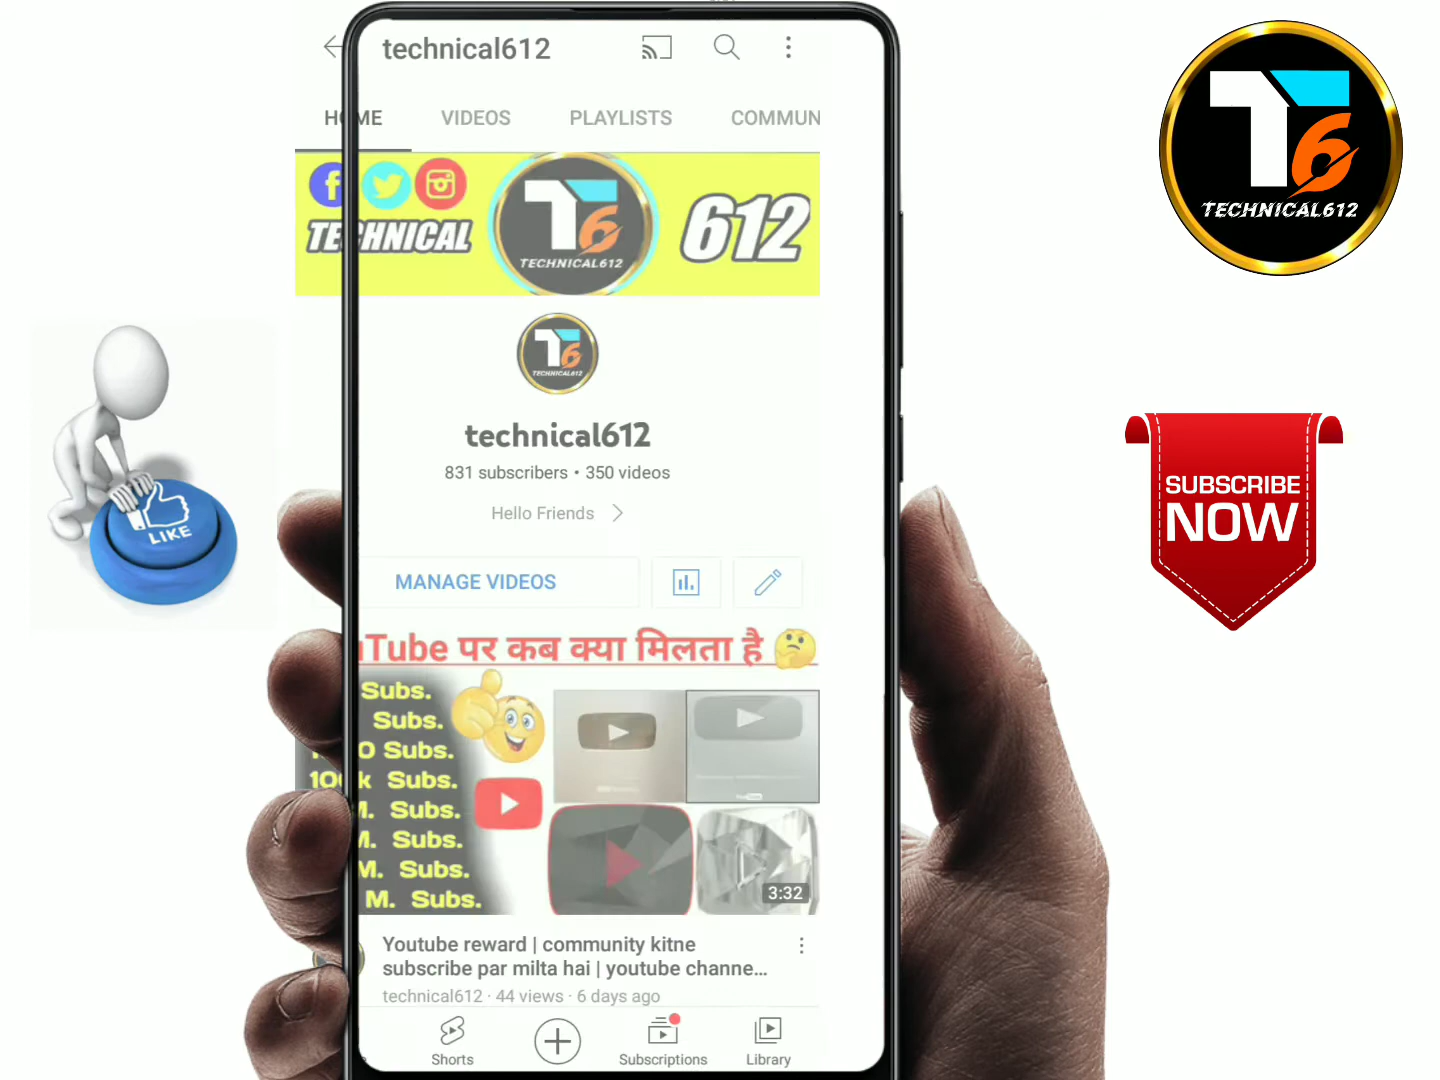 technical612
HOME VIDEOS PLAYLISTS COMMUN
TECHNICAL
612
TECHNICAL612
TECHNICAL612
technical612
831 subscribers • 350 videos
Hello Friends
MANAGE VIDEOS
Tube पर कब क्या मिलता है
Subs.
Subs.
Subs.
100k Subs.
M. Subs.
M. Subs.
M. Subs.
M. Subs.
3:32
Youtube reward | community kitne
subscribe par milta hai | youtube channe...
technical612 · 44 views · 6 days ago
Shorts
Subscriptions
Library
LIKE
TECHNICAL612
SUBSCRIBE
NOW